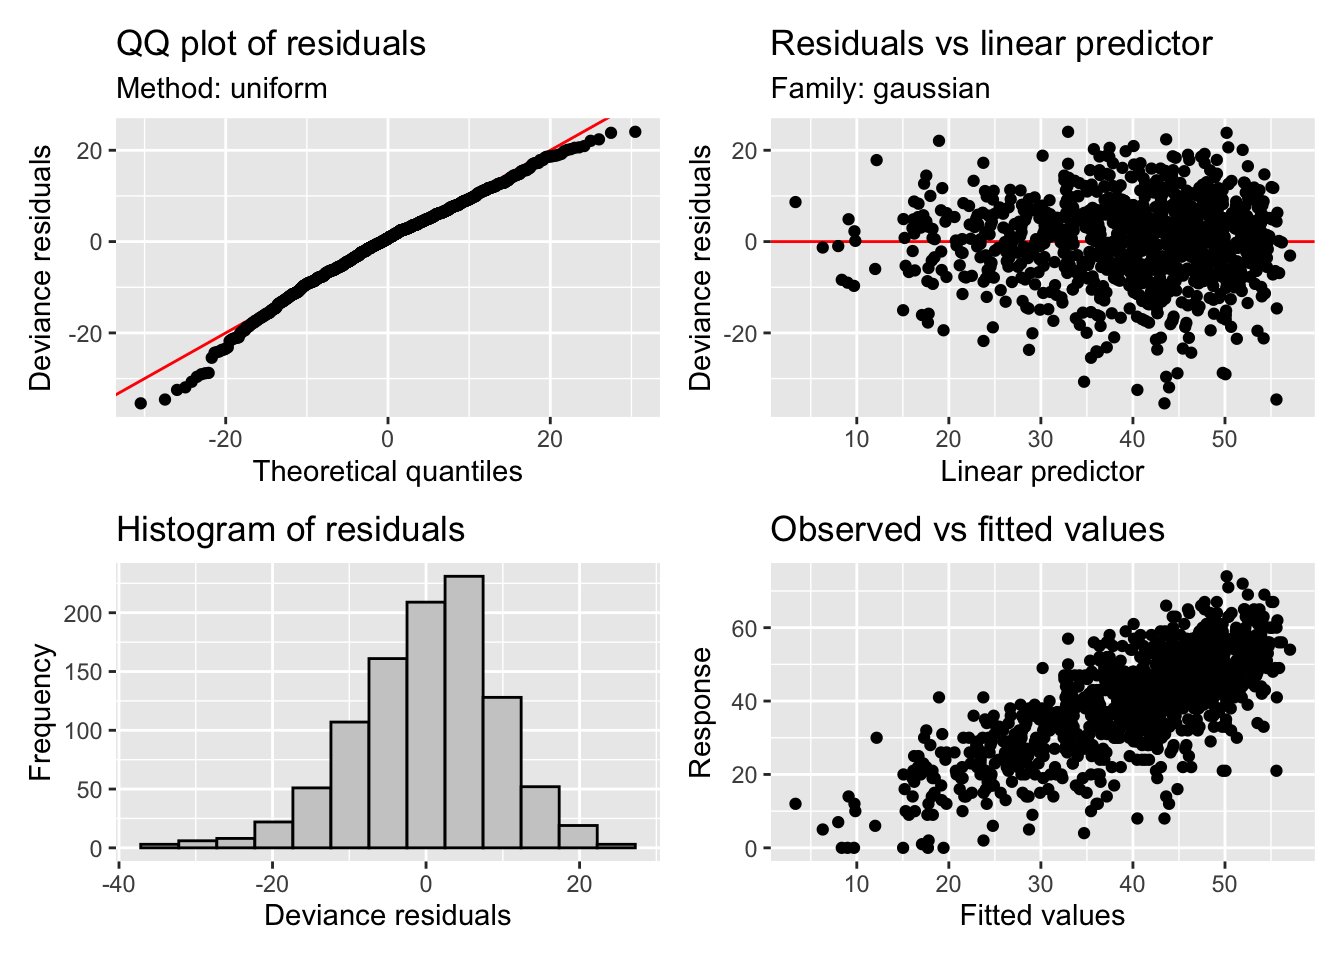 QQ plot of residuals
Method: uniform
Deviance residuals
20
0
-20
-20
0
20
Theoretical quantiles
Residuals vs linear predictor
Family: gaussian
Deviance residuals
20
0
-20
10
20
30
40
50
Linear predictor
Histogram of residuals
Frequency
200
150
100
50
0
-40
-20
0
20
Deviance residuals
Observed vs fitted values
Response
60
40
20
0
10
20
30
40
50
Fitted values